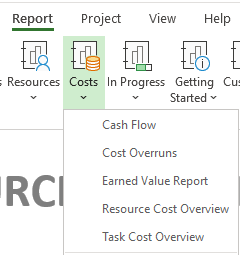 Report Project View
Resources Costs In Progress Getting Started
Cash Flow
Cost Overruns
Earned Value Report
Resource Cost Overview
Task Cost Overview